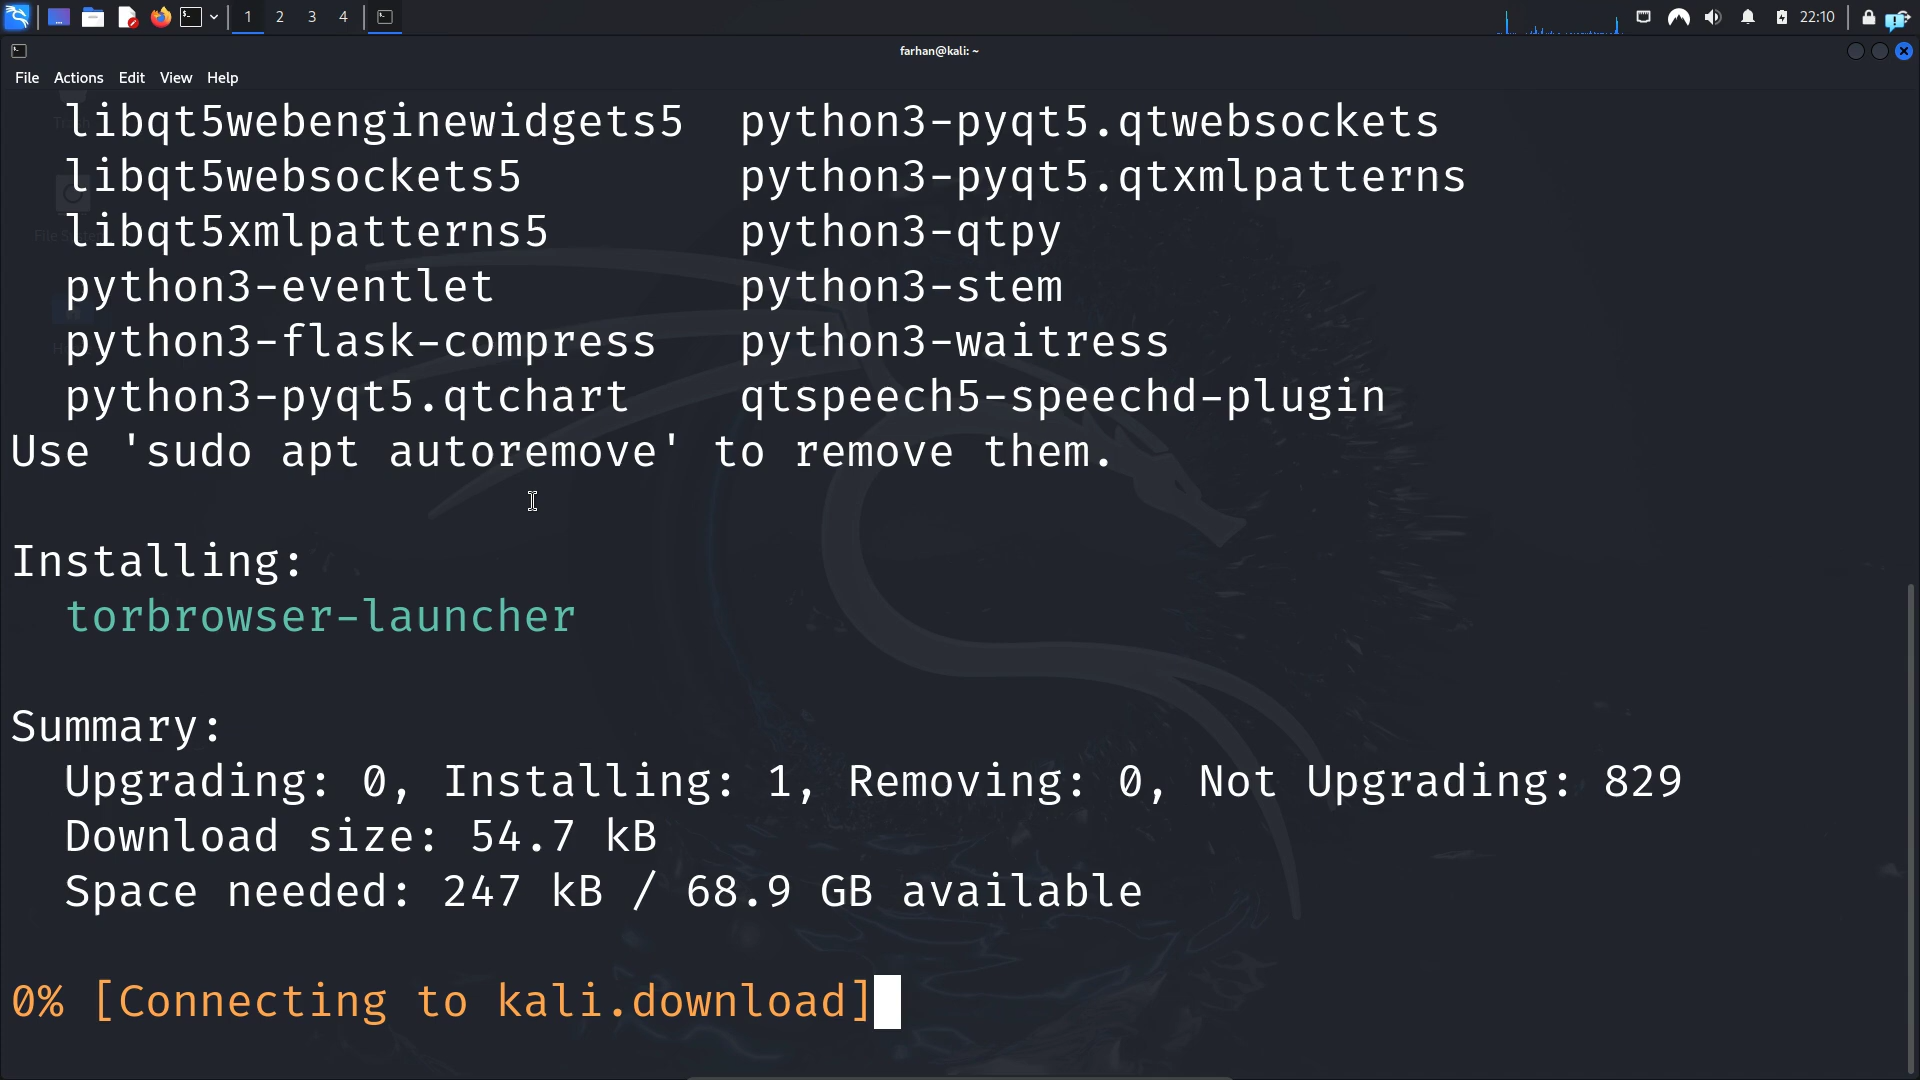 1 2 3 4
22:10
farhan@kali: ~
File Actions Edit View Help
libqt5webenginewidgets5 python3-pyqt5.qtwebsockets
libqt5websockets5 python3-pyqt5.qtxmlpatterns
libqt5xmlpatterns5 python3-qtpy
python3-eventlet python3-stem
python3-flask-compress python3-waitress
python3-pyqt5.qtchart qtspeech5-speechd-plugin
Use 'sudo apt autoremove' to remove them.
Installing:
torbrowser-launcher
Summary:
Upgrading: 0, Installing: 1, Removing: 0, Not Upgrading: 829
Download size: 54.7 kB
Space needed: 247 kB / 68.9 GB available
0% [Connecting to kali.download]